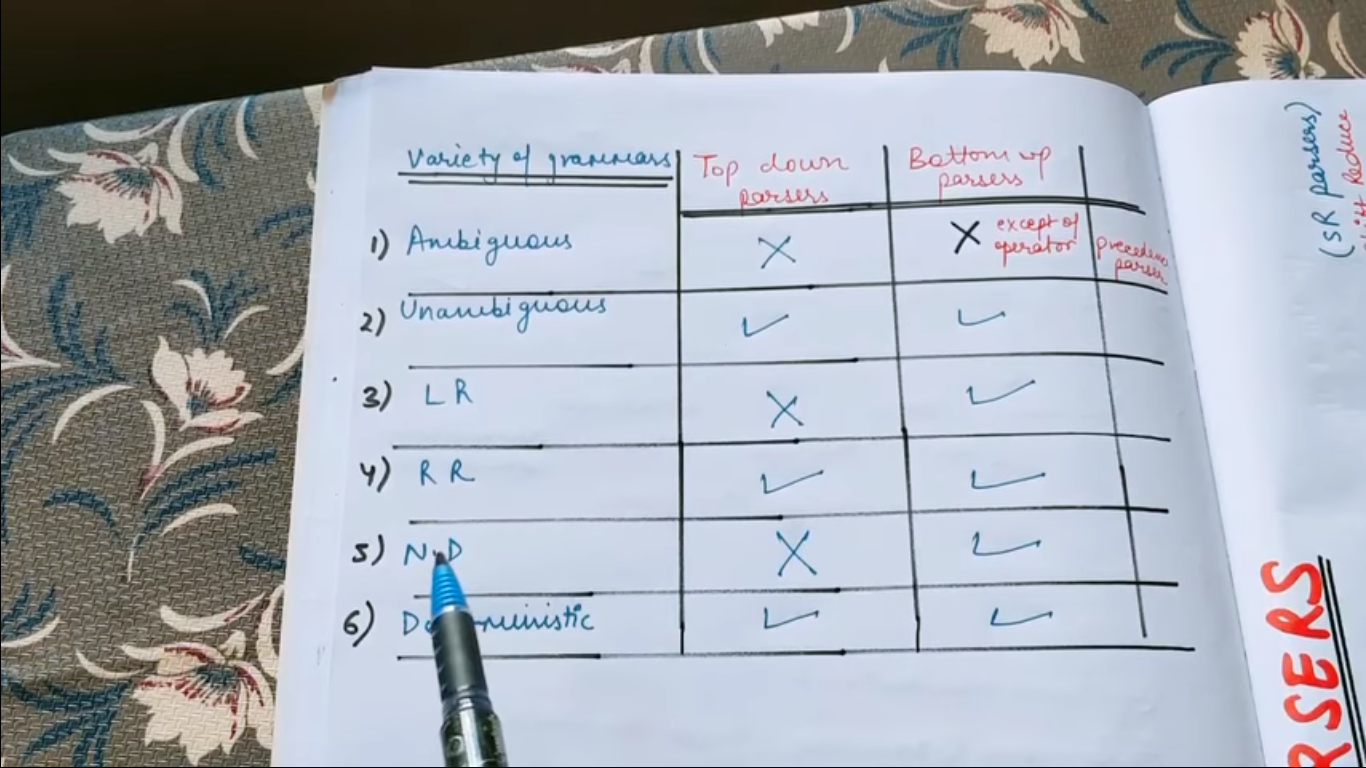 Variety of grammars
Top down
parsers
Bottom up
parsers
1) Ambiguous
X
X except of
operator
precedence
parser
2) Unambiguous
✓
✓
3) LR
X
✓
4) RR
✓
✓
5) N.D
X
✓
6)
✓
✓
(SR parsers)
Reduce
RSERS